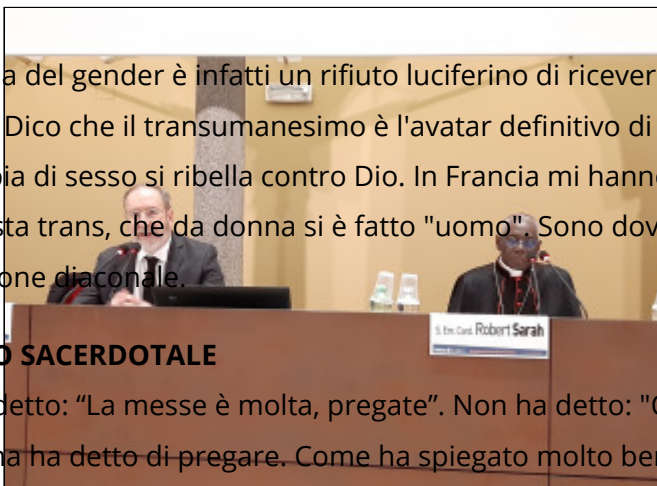 a del gender è infatti un rifiuto luciferino di ricever
Dico che il transumanesimo è l'avatar definitivo di
ia di sesso si ribella contro Dio. In Francia mi hann
sta trans, che da donna si è fatto "uomo". Sono dov
one diaconale.
S. Em. Card. Robert Sarah
O SACERDOTALE
detto: “La messe è molta, pregate”. Non ha detto: "
na ha detto di pregare. Come ha spiegato molto ber